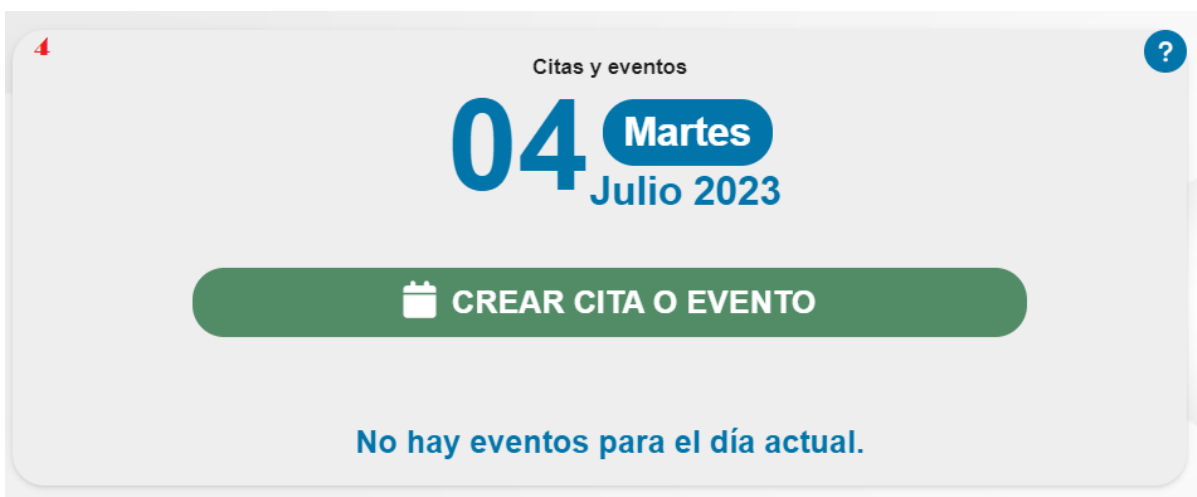 4
?
Citas y eventos
04 Martes
Julio 2023
CREAR CITA O EVENTO
No hay eventos para el día actual.